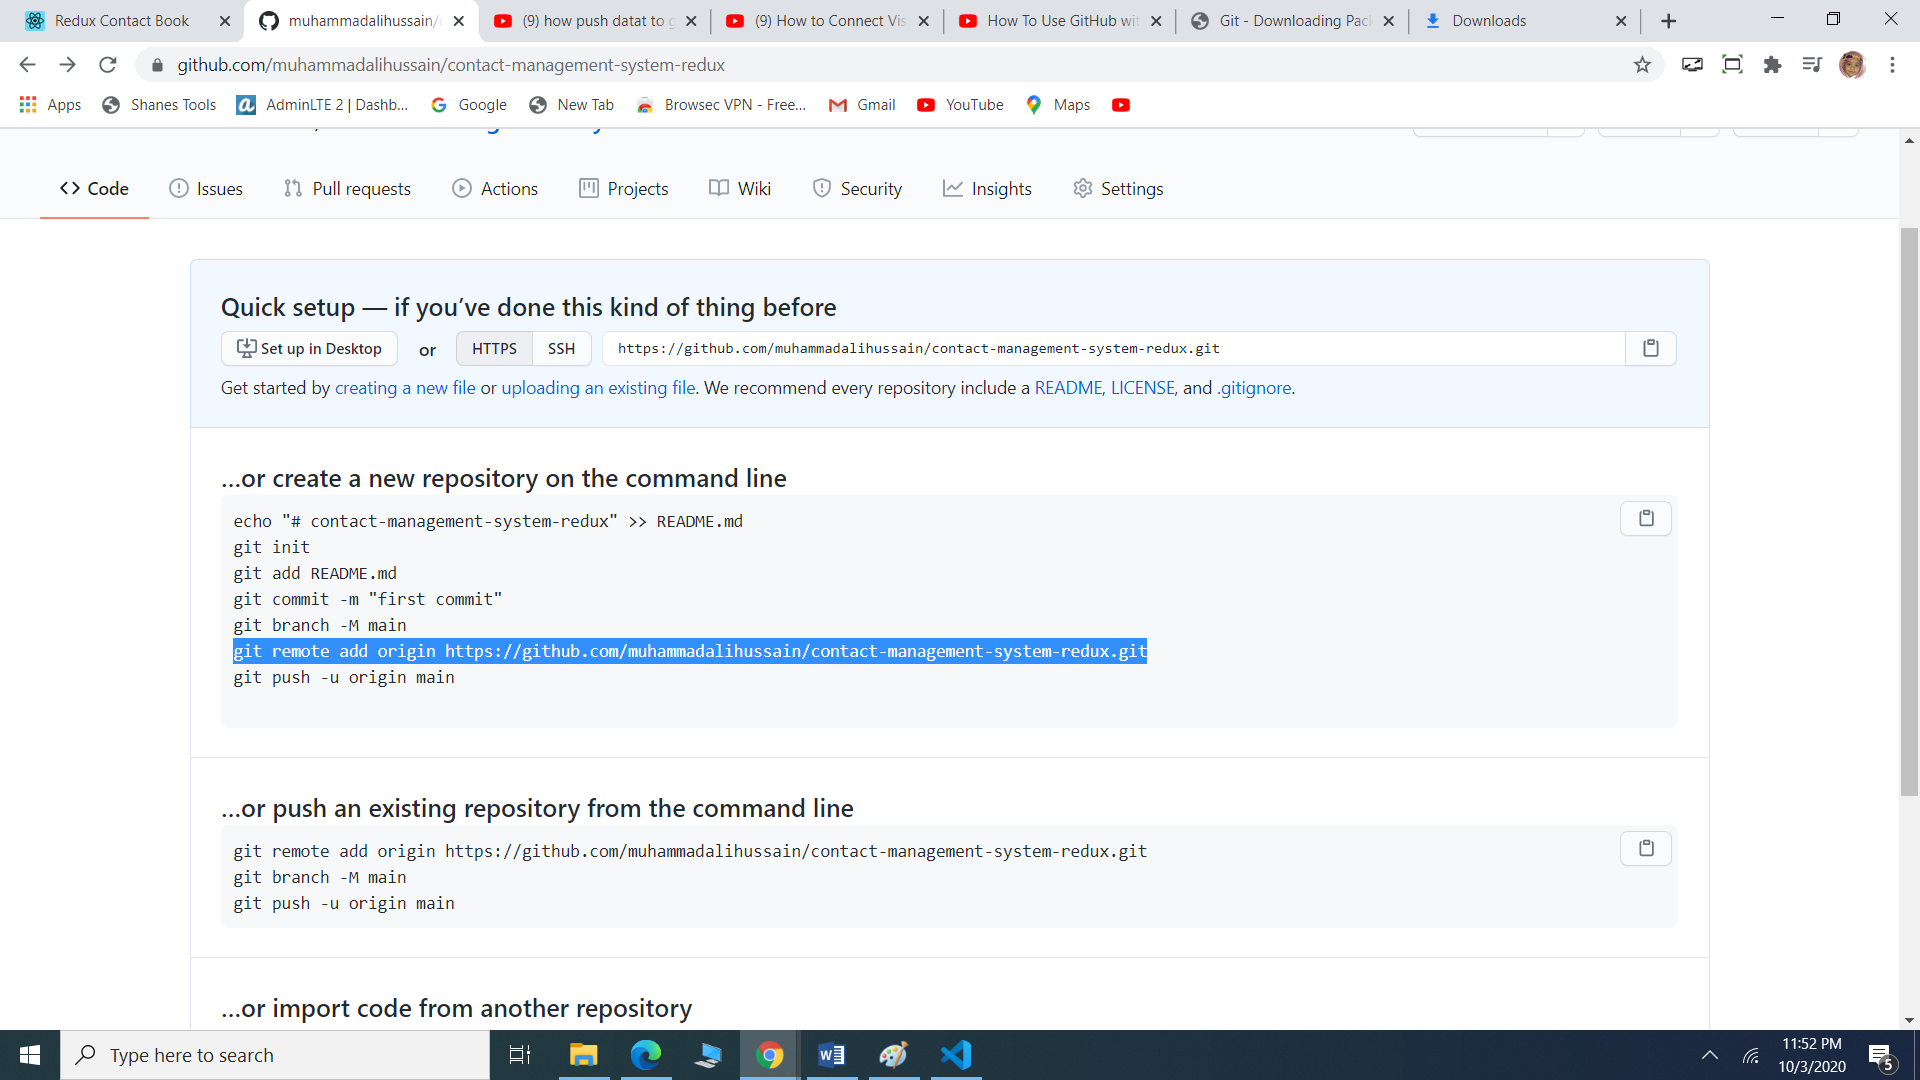 Redux Contact Book
muhammadalihussain/
(9) how push datat to g
(9) How to Connect Vis
How To Use GitHub wit
Git - Downloading Pac
Downloads
github.com/muhammadalihussain/contact-management-system-redux
Apps
Shanes Tools
AdminLTE 2 | Dashb...
Google
New Tab
Browsec VPN - Free...
Gmail
YouTube
Maps
Code
Issues
Pull requests
Actions
Projects
Wiki
Security
Insights
Settings
Quick setup — if you’ve done this kind of thing before
Set up in Desktop
or
HTTPS
SSH
https://github.com/muhammadalihussain/contact-management-system-redux.git
Get started by creating a new file or uploading an existing file. We recommend every repository include a README, LICENSE, and .gitignore.
…or create a new repository on the command line
echo "# contact-management-system-redux" >> README.md
git init
git add README.md
git commit -m "first commit"
git branch -M main
git remote add origin https://github.com/muhammadalihussain/contact-management-system-redux.git
git push -u origin main
…or push an existing repository from the command line
git remote add origin https://github.com/muhammadalihussain/contact-management-system-redux.git
git branch -M main
git push -u origin main
…or import code from another repository
Type here to search
11:52 PM
10/3/2020
5